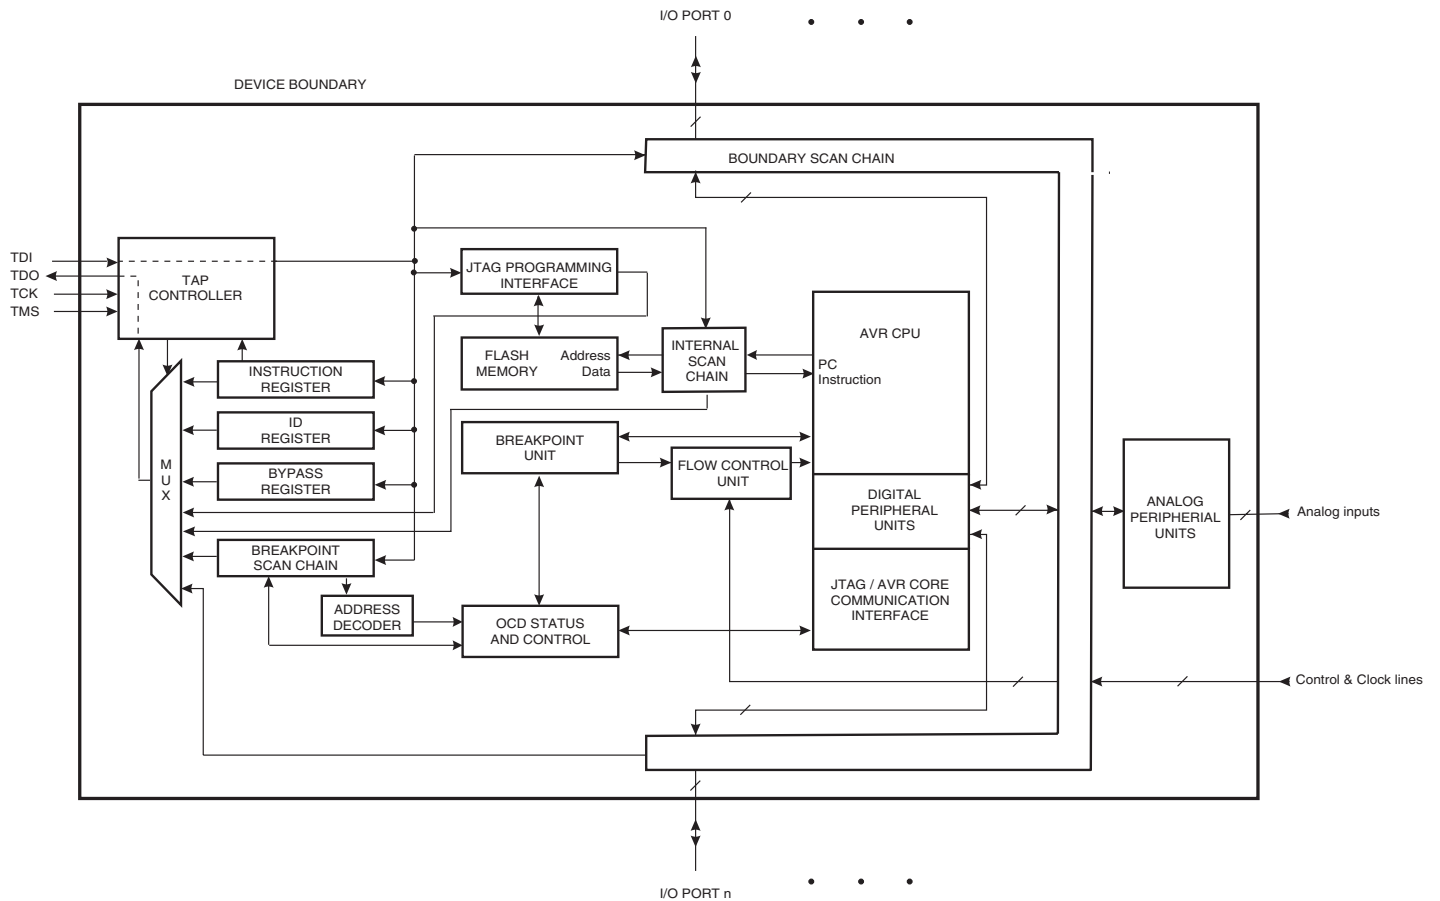 I/O PORT 0
DEVICE BOUNDARY
BOUNDARY SCAN CHAIN
TDI
TDO
TCK
TMS
TAP
CONTROLLER
JTAG PROGRAMMING
INTERFACE
FLASH
MEMORY
Address
Data
INTERNAL
SCAN
CHAIN
AVR CPU
PC
Instruction
INSTRUCTION
REGISTER
ID
REGISTER
BYPASS
REGISTER
M
U
X
BREAKPOINT
UNIT
FLOW CONTROL
UNIT
DIGITAL
PERIPHERAL
UNITS
ANALOG
PERIPHERIAL
UNITS
Analog inputs
BREAKPOINT
SCAN CHAIN
ADDRESS
DECODER
OCD STATUS
AND CONTROL
JTAG / AVR CORE
COMMUNICATION
INTERFACE
Control & Clock lines
I/O PORT n